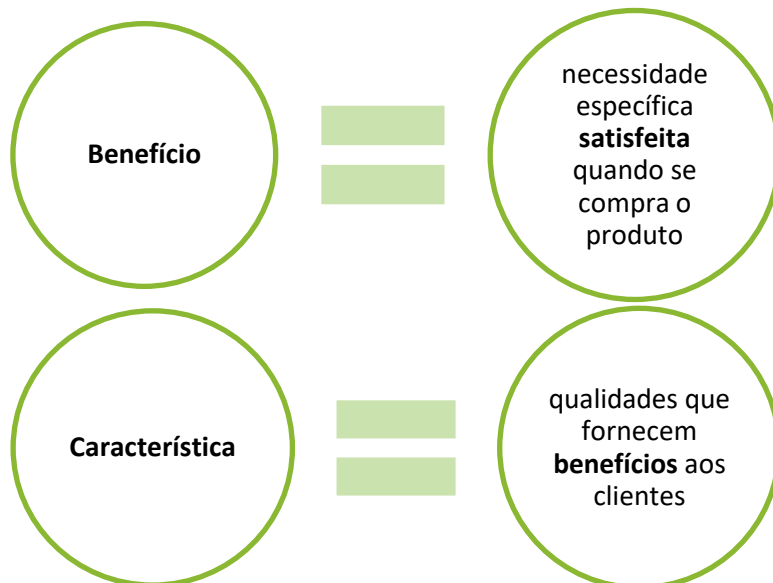 Benefício
necessidade
específica
satisfeita
quando se
compra o
produto
Característica
qualidades que
fornecem
benefícios aos
clientes